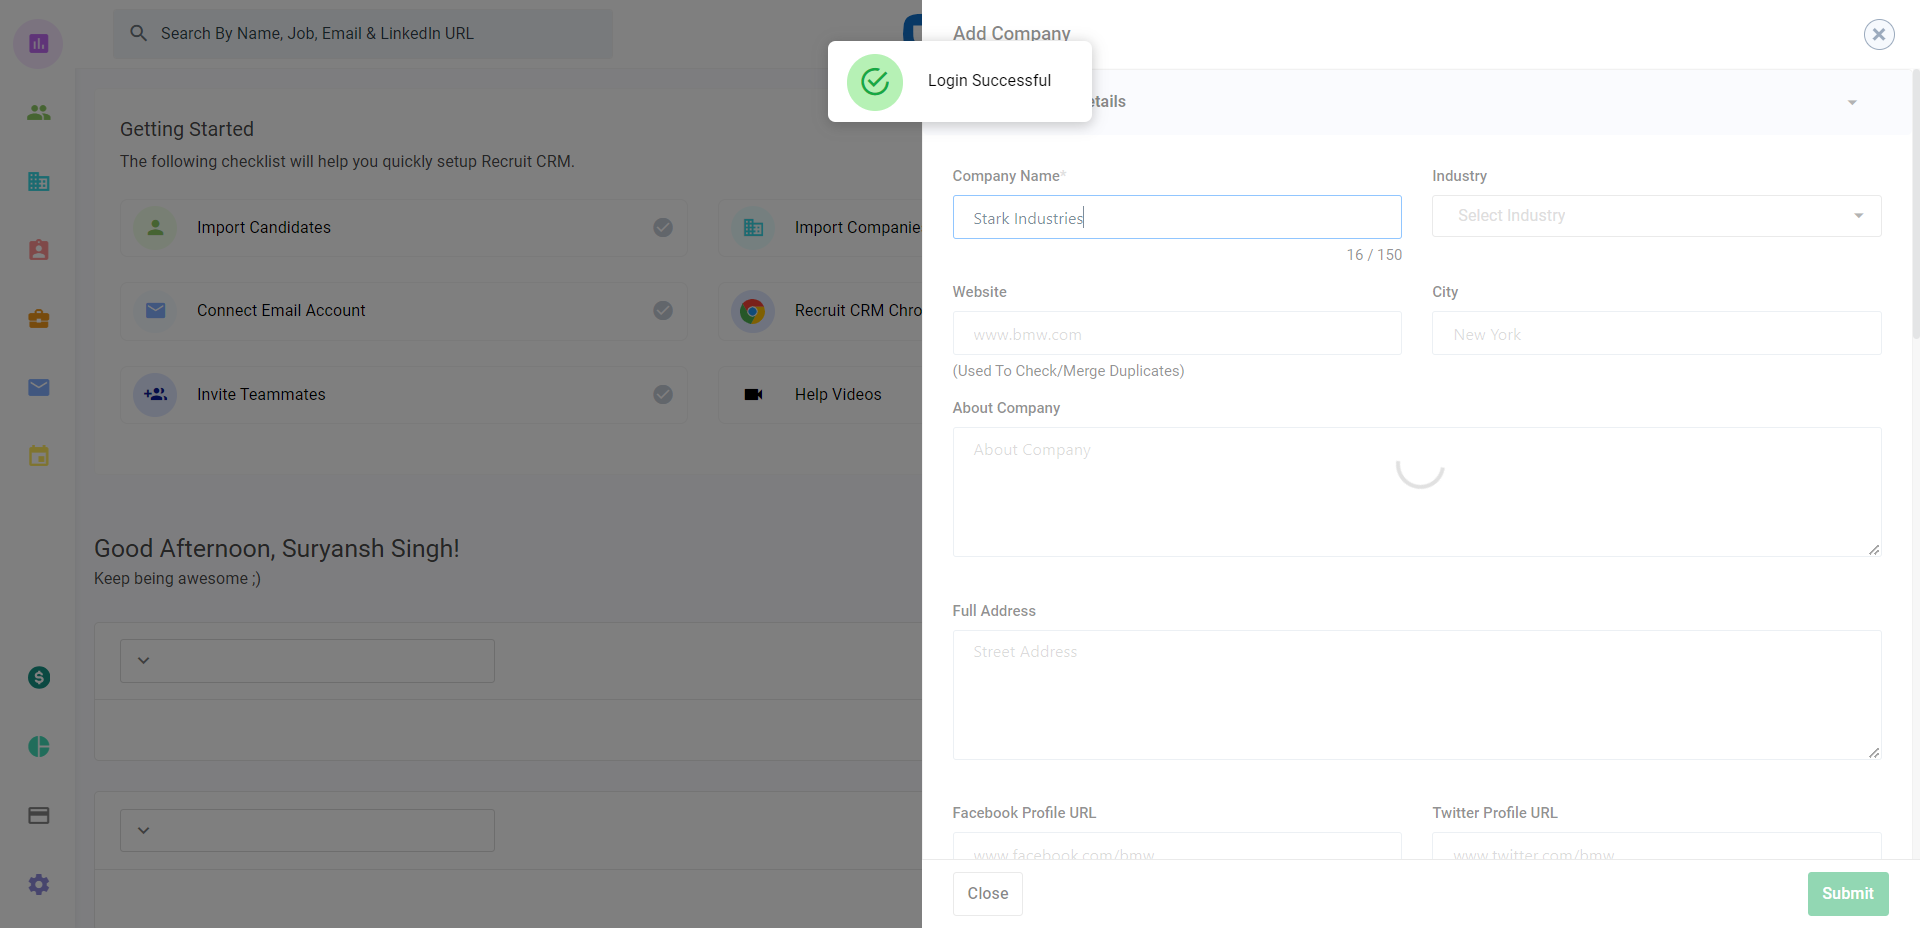 Search By Name, Job, Email & LinkedIn URL
Add Company
Login Successful
etails
Getting Started
The following checklist will help you quickly setup Recruit CRM.
Import Candidates
Import Companie
Connect Email Account
Recruit CRM Chro
Invite Teammates
Help Videos
Good Afternoon, Suryansh Singh!
Keep being awesome ;)
Company Name*
Industry
Stark Industries
Select Industry
16 / 150
Website
City
www.bmw.com
New York
(Used To Check/Merge Duplicates)
About Company
About Company
Full Address
Street Address
Facebook Profile URL
Twitter Profile URL
www.facebook.com/bmw
www.twitter.com/bmw
Close
Submit